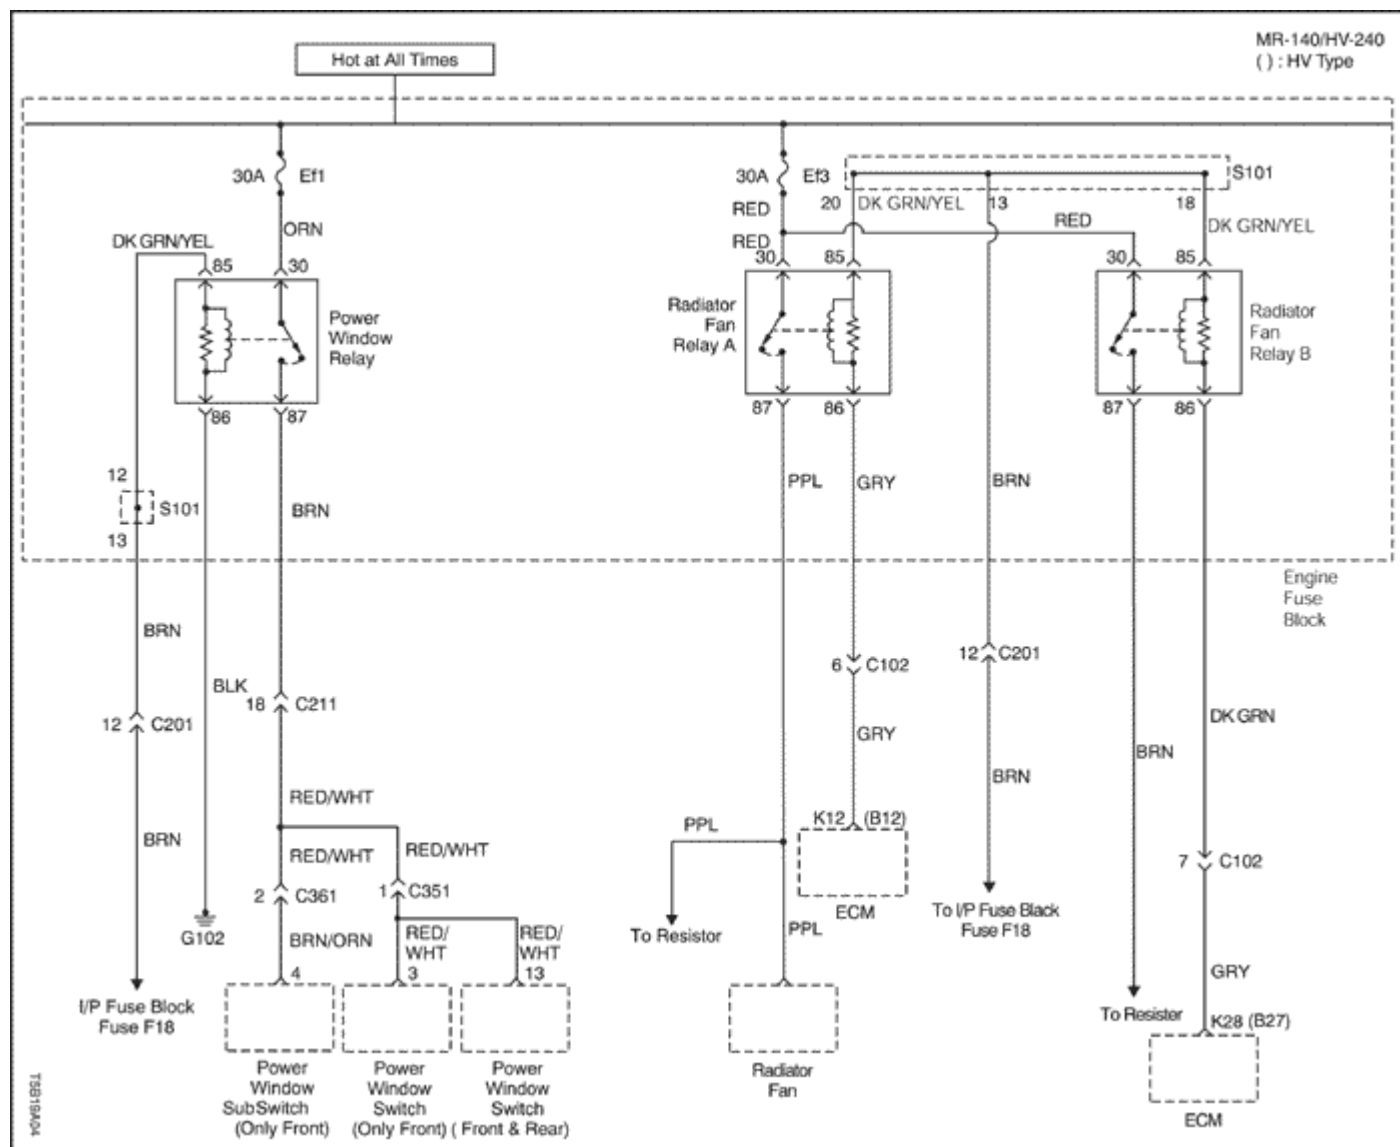 MR-140/HV-240
( ) : HV Type
Hot at All Times
30A Ef1
30A Ef3
S101
RED
20 DK GRN/YEL 13 18
DK GRN/YEL
ORN
RED
RED
DK GRN/YEL
85 30
30 85
30 85
Power
Window
Relay
Radiator
Fan
Relay A
Radiator
Fan
Relay B
86 87
87 86
87 86
12
S101
13
BRN
PPL
GRY
BRN
Engine
Fuse
Block
BRN
BLK
18 C211
12 C201
6 C102
12 C201
GRY
BRN
BRN
DK GRN
RED/WHT
BRN
RED/WHT
RED/WHT
PPL
K12 (B12)
ECM
7 C102
2 C361
1 C351
G102
BRN/ORN
RED/
WHT
RED/
WHT
4
3
13
To Resistor
PPL
To I/P Fuse Black
Fuse F18
GRY
I/P Fuse Block
Fuse F18
To Resister
K28 (B27)
ECM
Power
Window
SubSwitch
(Only Front)
Power
Window
Switch
(Only Front)
Power
Window
Switch
( Front & Rear)
Radiator
Fan
TSB19A04